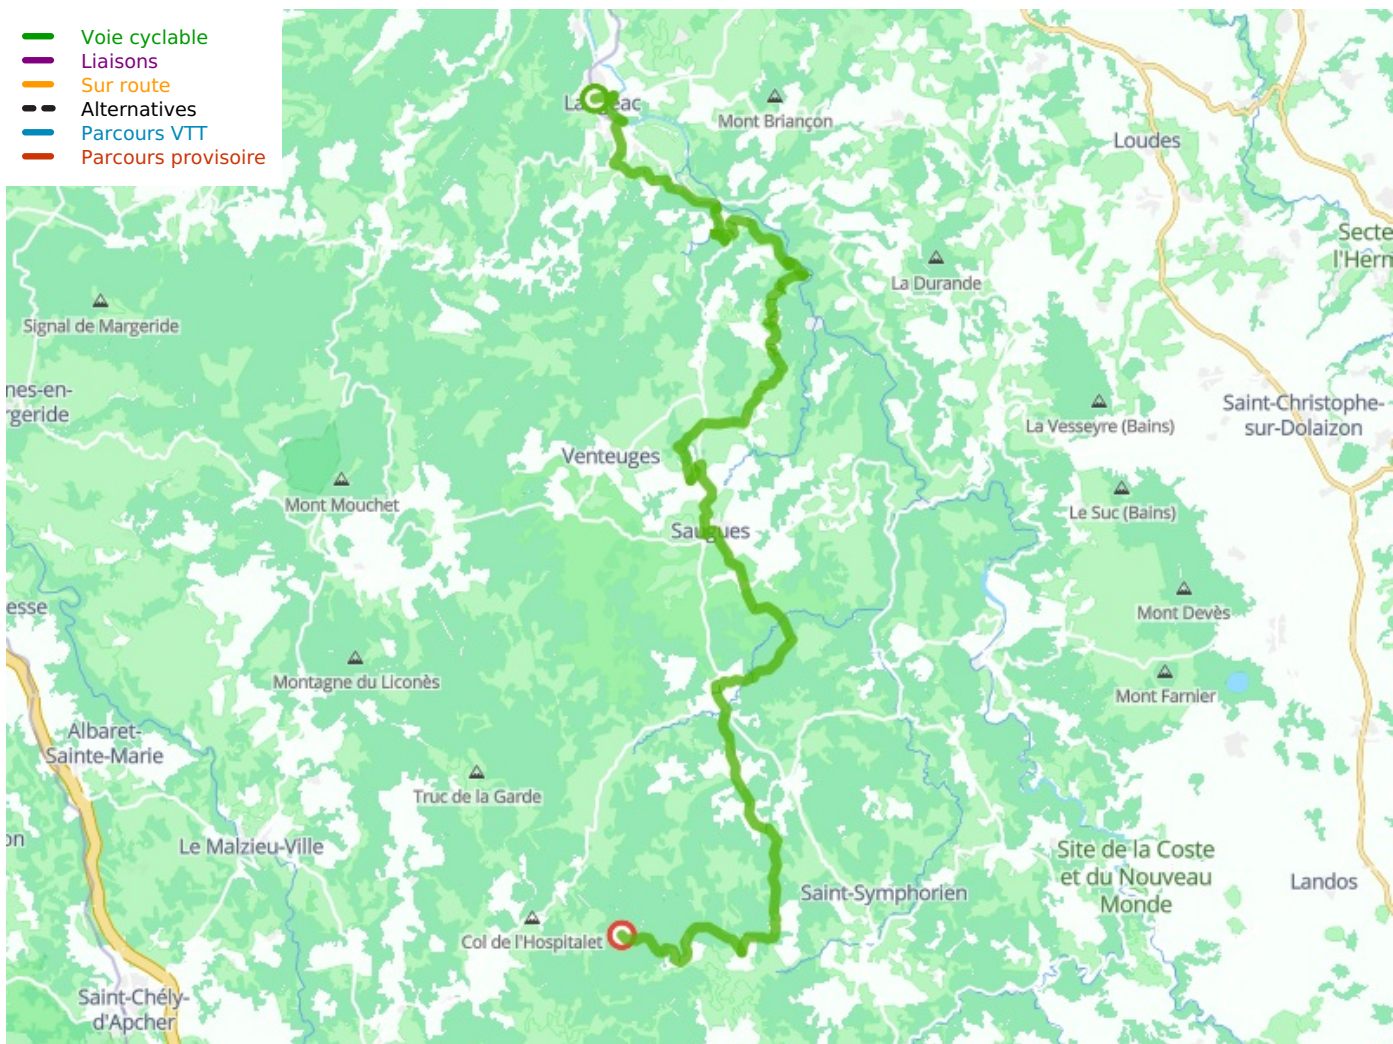 Voie cyclable
Liaisons
Sur route
Alternatives
Parcours VTT
Parcours provisoire
Mont Briançon
Loudes
Secte
l'Herm
La Durande
Signal de Margeride
nes-en-
rgeride
La Vesseyre (Bains)
Saint-Christophe-
sur-Dolaizon
Venteuges
Mont Mouchet
Le Suc (Bains)
Saugues
esse
Mont Devès
Montagne du Liconès
Mont Farnier
Albaret-
Sainte-Marie
Truc de la Garde
on
Le Malzieu-Ville
Site de la Coste
et du Nouveau
Monde
Saint-Symphorien
Landos
Col de l'Hospitalet
Saint-Chély-
d'Apcher